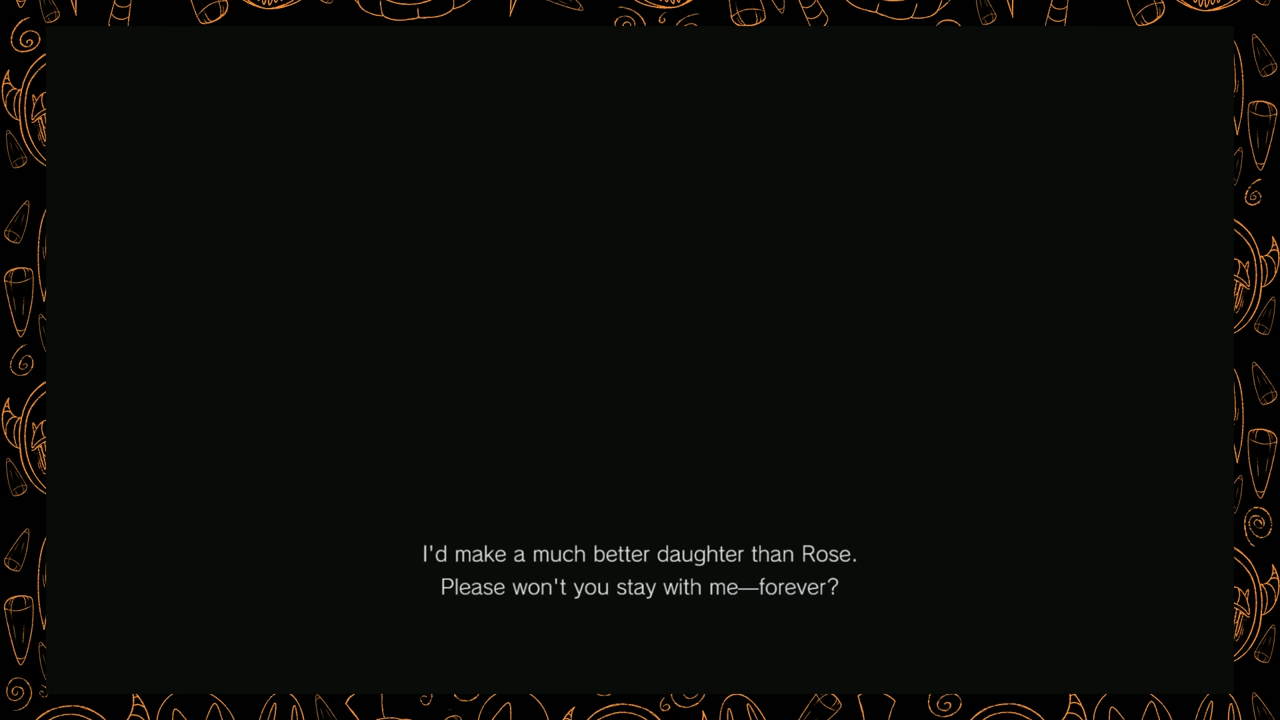 I'd make a much better daughter than Rose.
Please won't you stay with me—forever?